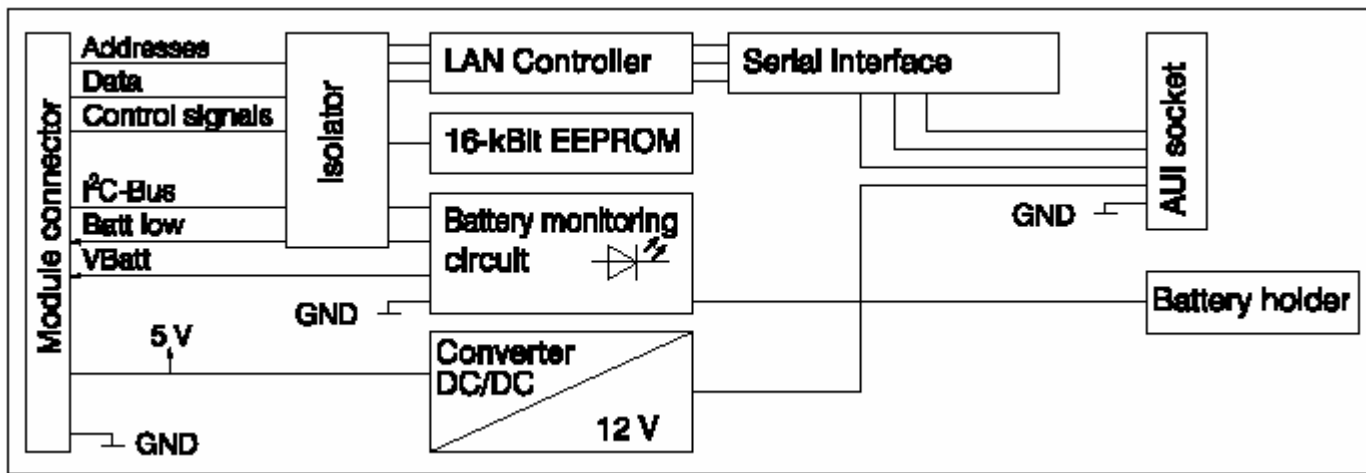 Module connector
Addresses
Data
Control signals
I²C-Bus
Batt low
VBatt
5 V
GND
Isolator
LAN Controller
16-kBit EEPROM
Battery monitoring
circuit
GND
Converter
DC/DC
12 V
Serial Interface
AUI socket
GND
Battery holder